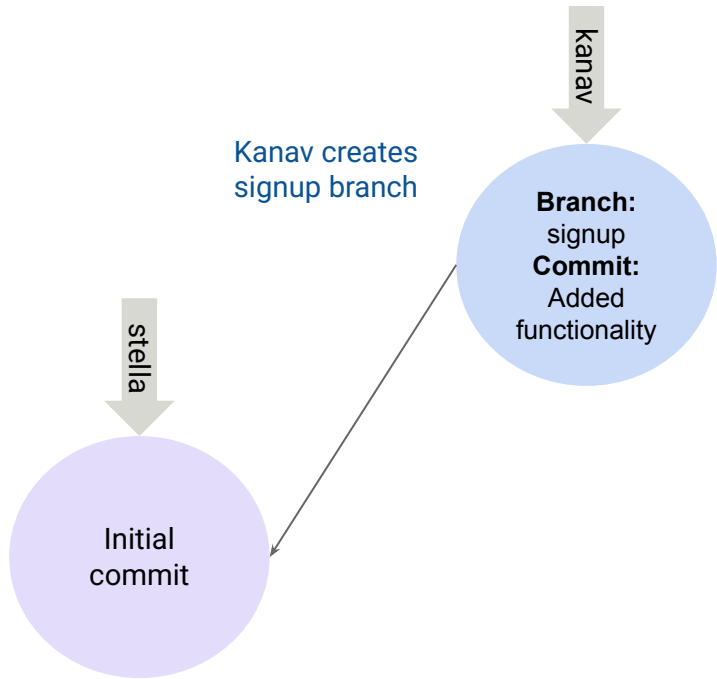 kanav
Kanav creates
signup branch
Branch:
signup
Commit:
Added
functionality
stella
Initial
commit